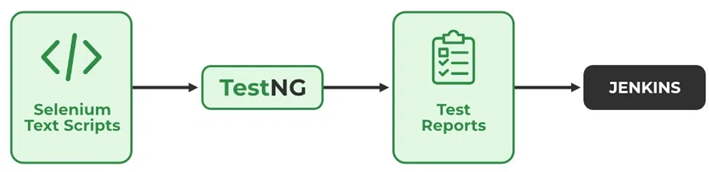 </>
Selenium
Text Scripts
TestNG
Test
Reports
JENKINS